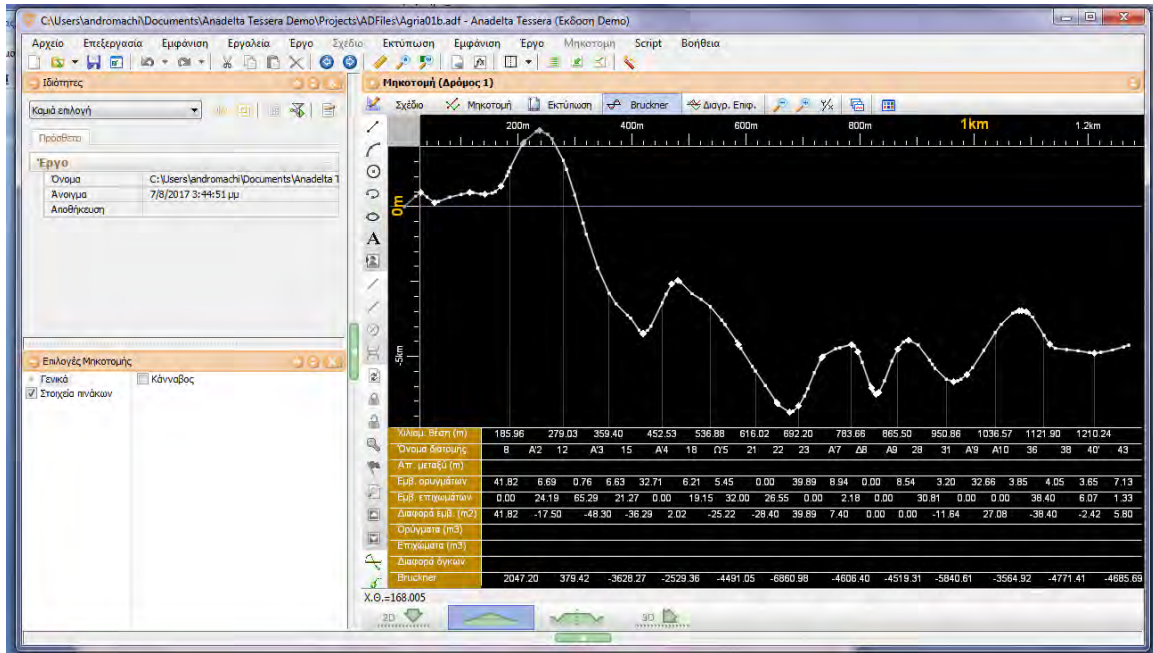 C:\Users\andromachi\Documents\Anadelta Tessera Demo\Projects\ADFiles\Agria01b.adf - Anadelta Tessera (Εκδοση Demo)
Αρχείο Επεξεργασία Εμφάνιση Εργαλεία Έργο Σχέδιο Εκτύπωση Εμφάνιση Έργο Μηκοτομή Script Βοήθεια
Ιδιότητες
Μηκοτομή (Δρόμος 1)
Καμιά επιλογή
Σχέδιο Μηκοτομή Εκτύπωση Bruckner Διαγρ. Επιφ.
Πρόσθετα
200m 400m 600m 800m 1km 1.2km
Έργο
Όνομα C:\Users\andromachi\Documents\Anadelta T
Άνοιγμα 7/8/2017 3:44:51 μμ
Αποθήκευση
0m
-5km
Επιλογές Μηκοτομής
Γενικά Κάνναβος
Στοιχεία πινάκων
Χιλιομ. Θέση (m) 185.96 279.03 359.40 452.53 536.88 616.02 692.20 783.66 865.50 950.86 1036.57 1121.90 1210.24
Όνομα διατομής 8 Α'2 12 Α'3 15 Α'4 18 Ω'5 21 22 23 Α'7 Δ8 Α9 28 31 Α'9 Α10 36 38 40' 43
Απ. μεταξύ (m)
Εμβ. ορυγμάτων 41.82 6.69 0.76 6.63 32.71 6.21 5.45 0.00 39.89 8.94 0.00 8.54 3.20 32.66 3.85 4.05 3.65 7.13
Εμβ. επιχωμάτων 0.00 24.19 65.29 21.27 0.00 19.15 32.00 26.55 0.00 2.18 0.00 30.81 0.00 0.00 38.40 6.07 1.33
Διαφορά εμβ. (m2) 41.82 -17.50 -48.30 -36.29 2.02 -25.22 -28.40 39.89 7.40 0.00 0.00 -11.64 27.08 -38.40 -2.42 5.80
Ορύγματα (m3)
Επιχώματα (m3)
Διαφορά όγκων
Bruckner 2047.20 379.42 -3628.27 -2529.36 -4491.05 -6860.98 -4606.40 -4519.31 -5840.61 -3564.92 -4771.41 -4685.69
Χ.Θ.=168.005
2D 3D